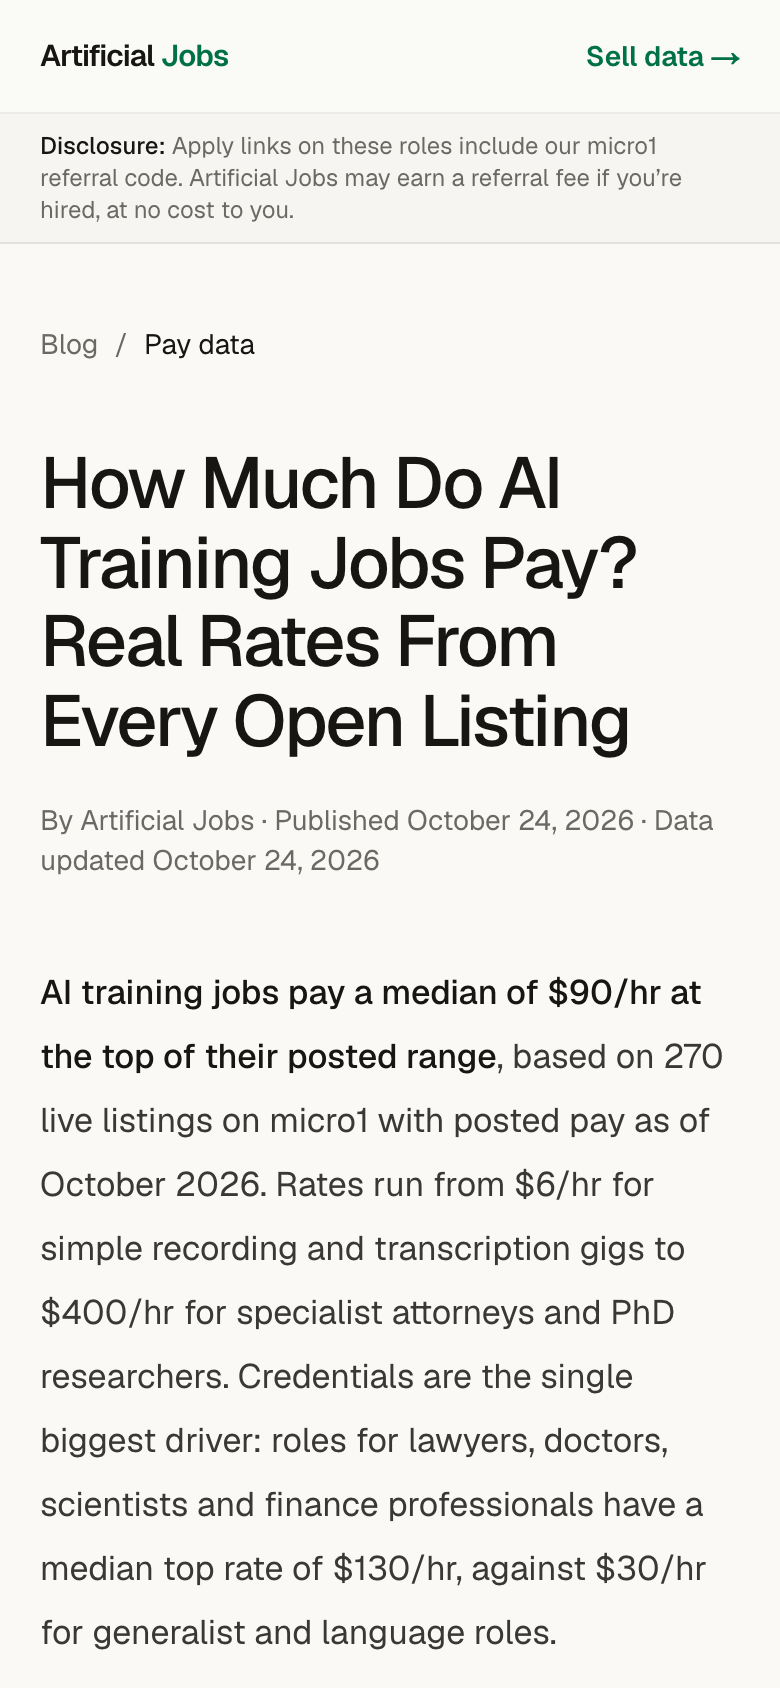 Artificial Jobs
Sell data →
Disclosure: Apply links on these roles include our micro1
referral code. Artificial Jobs may earn a referral fee if you’re
hired, at no cost to you.
Blog / Pay data
How Much Do AI
Training Jobs Pay?
Real Rates From
Every Open Listing
By Artificial Jobs · Published October 24, 2026 · Data
updated October 24, 2026
AI training jobs pay a median of $90/hr at
the top of their posted range, based on 270
live listings on micro1 with posted pay as of
October 2026. Rates run from $6/hr for
simple recording and transcription gigs to
$400/hr for specialist attorneys and PhD
researchers. Credentials are the single
biggest driver: roles for lawyers, doctors,
scientists and finance professionals have a
median top rate of $130/hr, against $30/hr
for generalist and language roles.